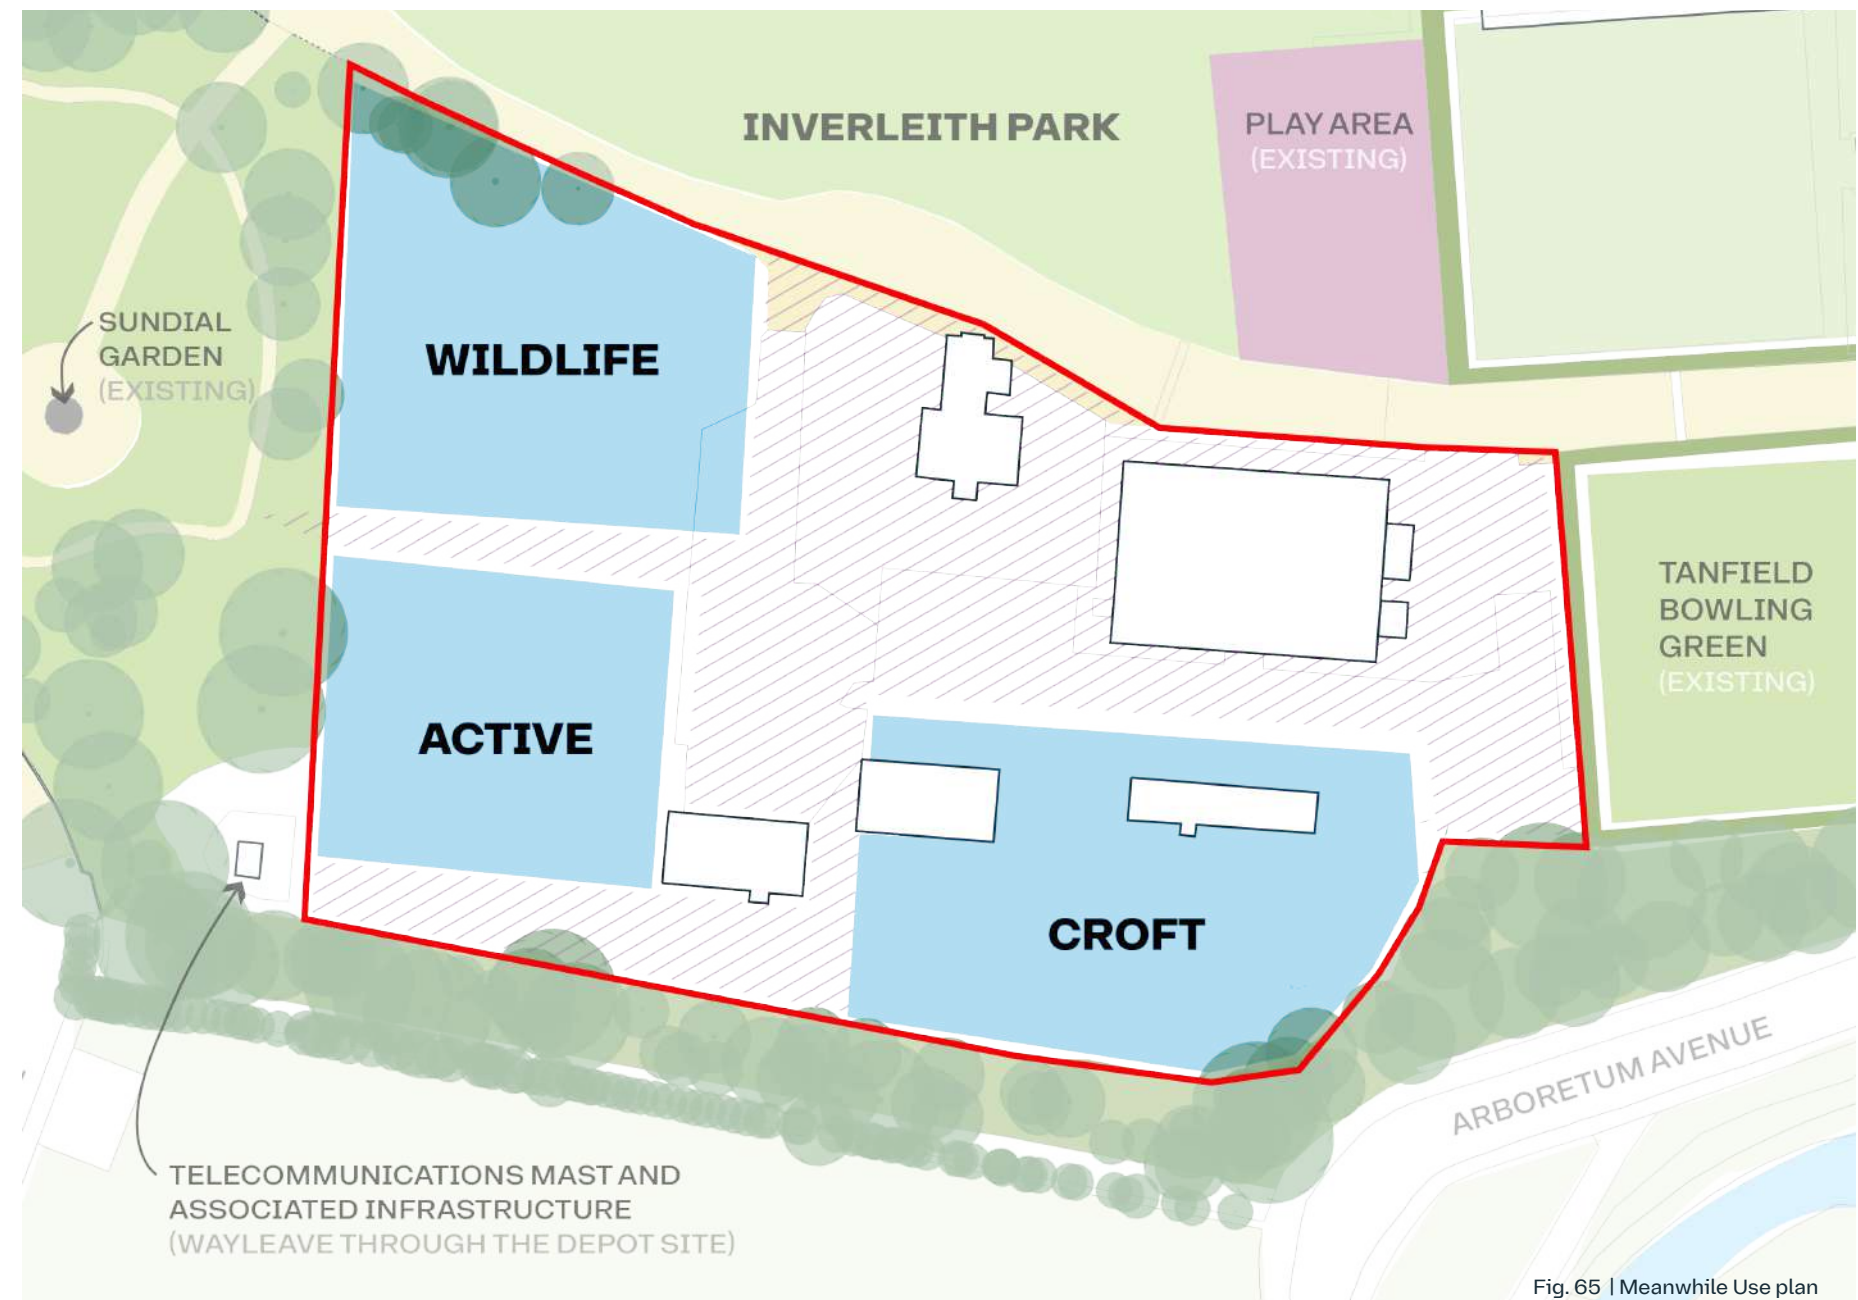 INVERLEITH PARK
PLAY AREA
(EXISTING)
SUNDIAL
GARDEN
(EXISTING)
WILDLIFE
TANFIELD
BOWLING
GREEN
(EXISTING)
ACTIVE
CROFT
ARBORETUM AVENUE
TELECOMMUNICATIONS MAST AND
ASSOCIATED INFRASTRUCTURE
(WAYLEAVE THROUGH THE DEPOT SITE)
Fig. 65 | Meanwhile Use plan